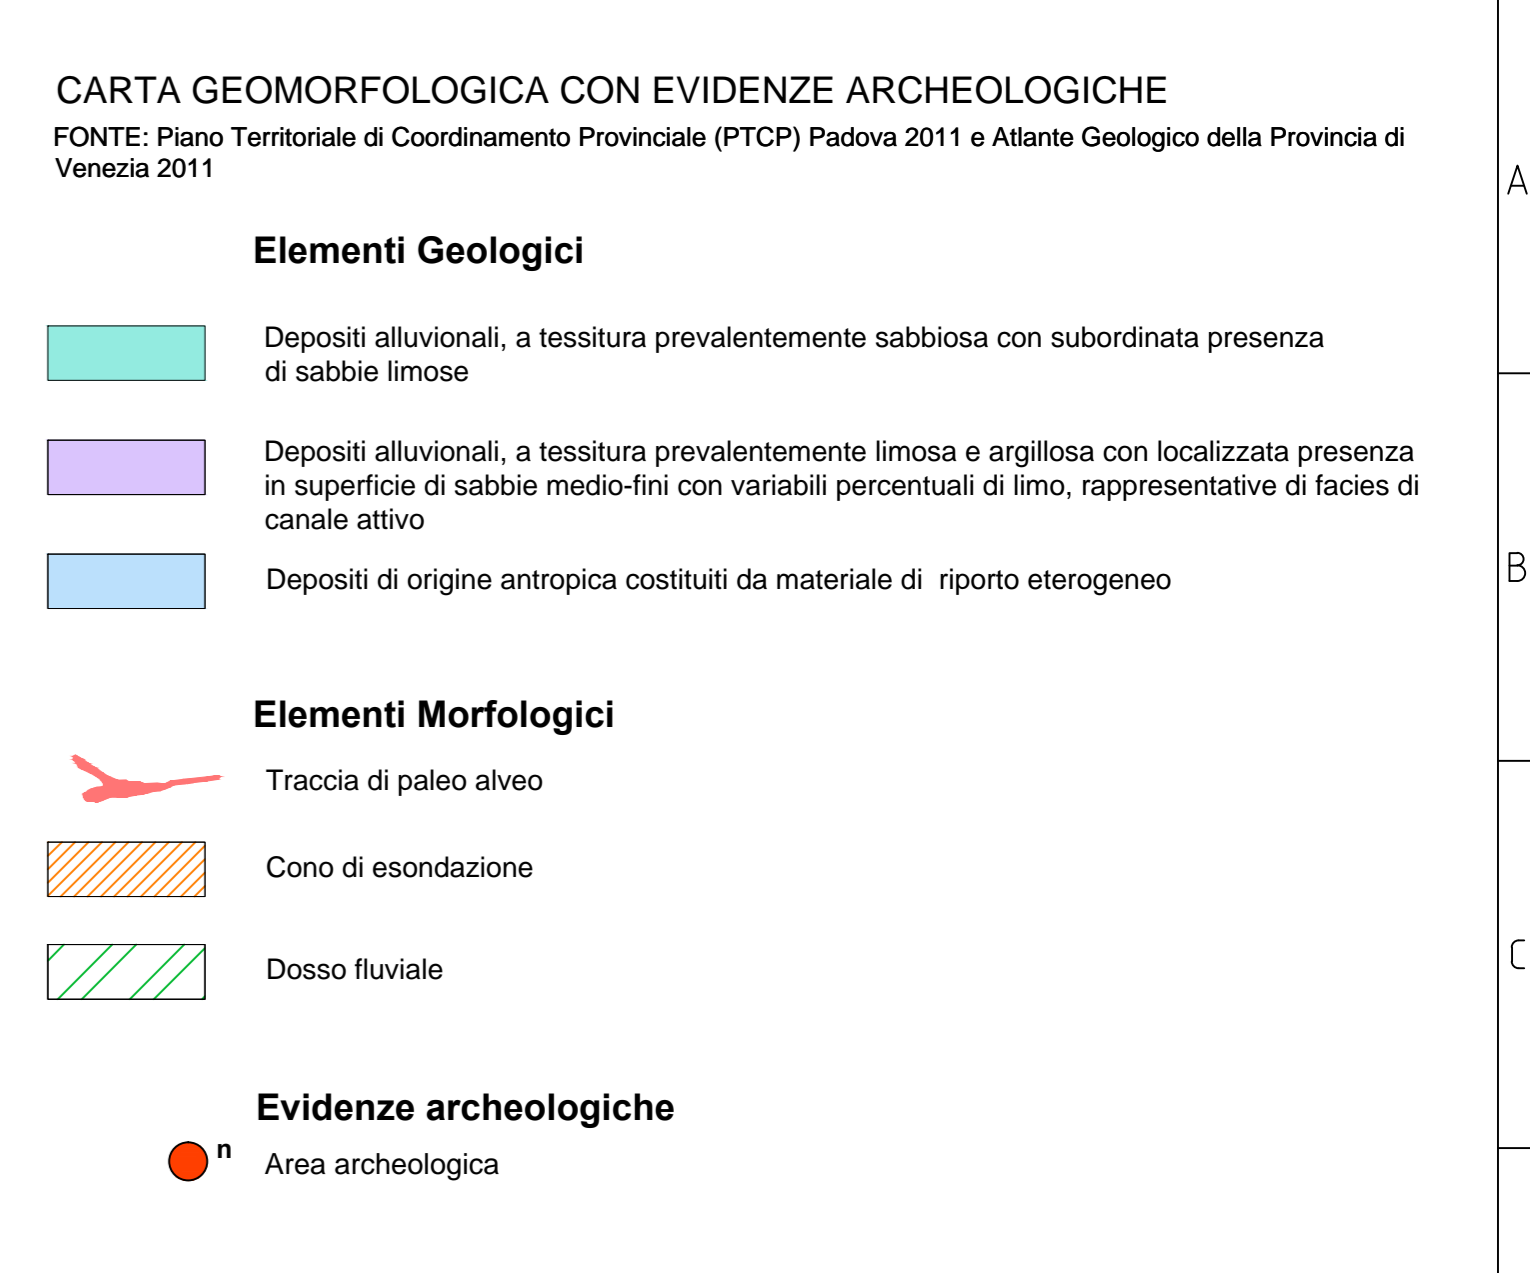 CARTA GEOMORFOLOGICA CON EVIDENZE ARCHEOLOGICHE
FONTE: Piano Territoriale di Coordinamento Provinciale (PTCP) Padova 2011 e Atlante Geologico della Provincia di
Venezia 2011
A
Elementi Geologici
Depositi alluvionali, a tessitura prevalentemente sabbiosa con subordinata presenza
di sabbie limose
Depositi alluvionali, a tessitura prevalentemente limosa e argillosa con localizzata presenza
in superficie di sabbie medio-fini con variabili percentuali di limo, rappresentative di facies di
canale attivo
Depositi di origine antropica costituiti da materiale di riporto eterogeneo
B
Elementi Morfologici
Traccia di paleo alveo
Cono di esondazione
Dosso fluviale
C
Evidenze archeologiche
n
Area archeologica